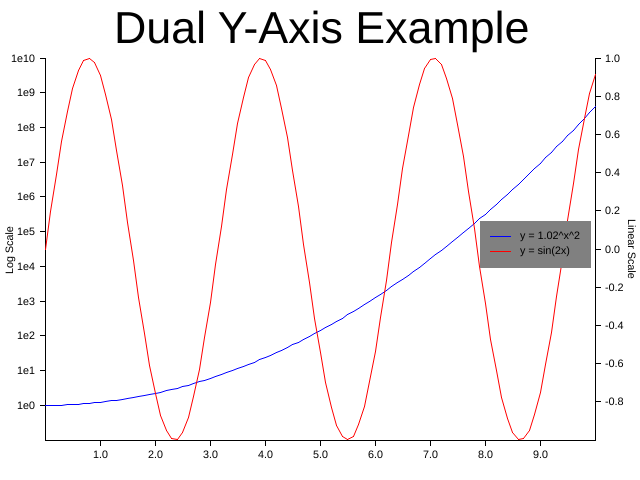 Dual Y-Axis Example
Log Scale
1e10
1e9
1e8
1e7
1e6
1e5
1e4
1e3
1e2
1e1
1e0
1.0
0.8
0.6
0.4
0.2
0.0
-0.2
-0.4
-0.6
-0.8
Linear Scale
y = 1.02^x^2
y = sin(2x)
1.0 2.0 3.0 4.0 5.0 6.0 7.0 8.0 9.0